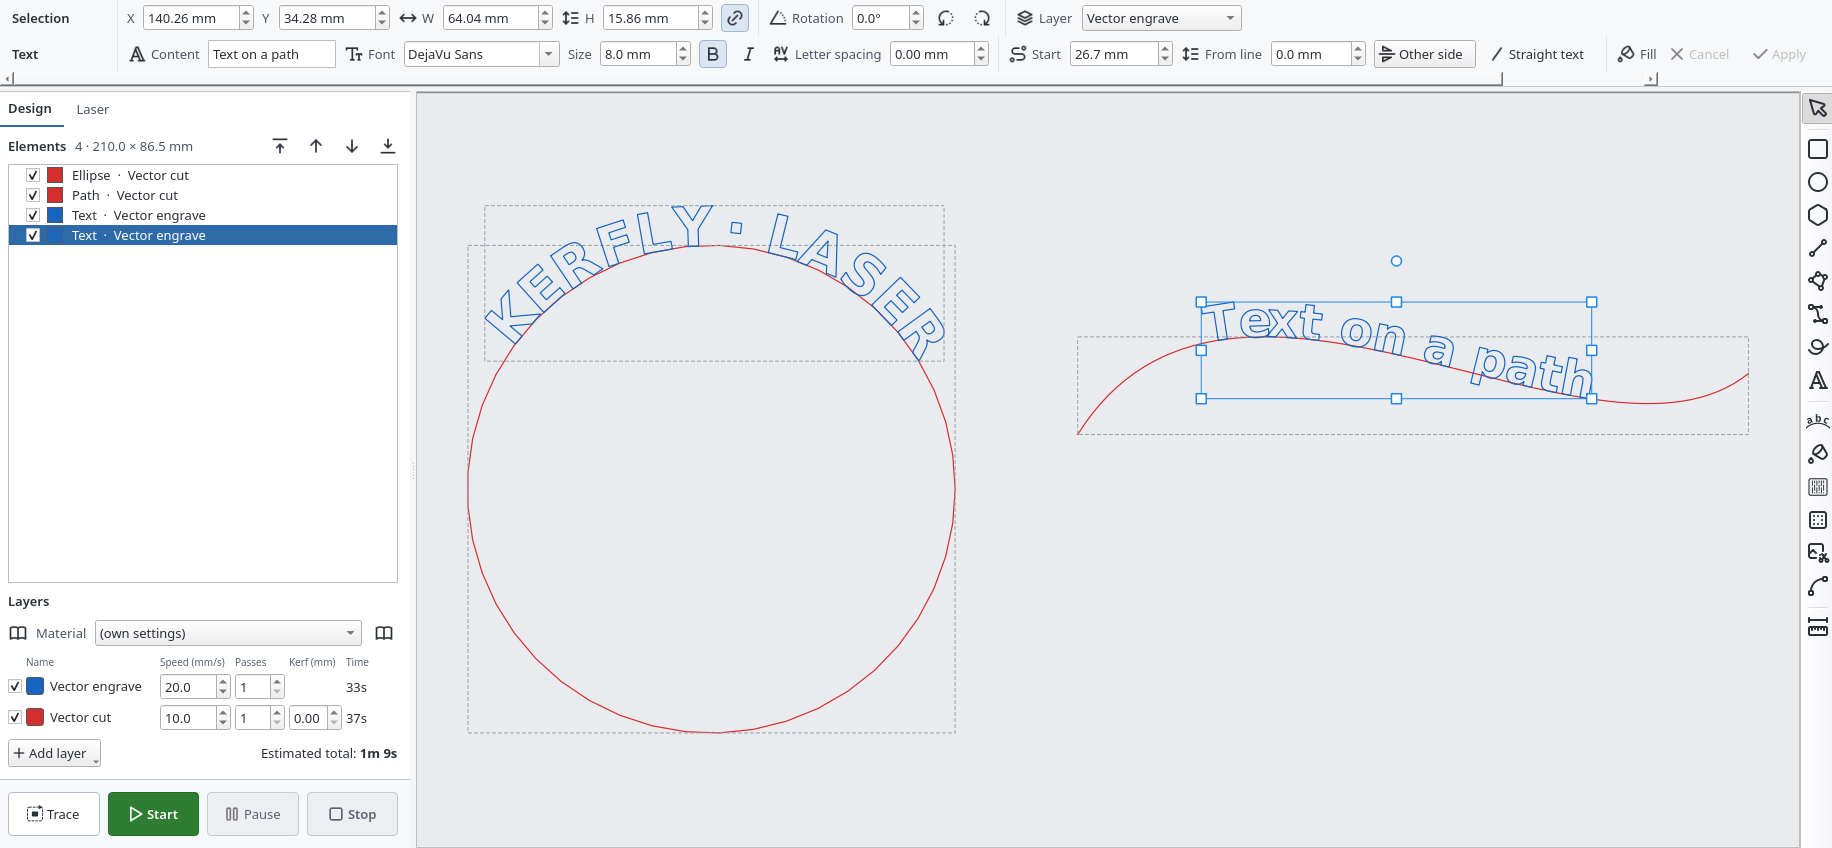 Selection X 140.26 mm Y 34.28 mm W 64.04 mm H 15.86 mm Rotation 0.0° Layer Vector engrave
Text Content Text on a path Font DejaVu Sans Size 8.0 mm B I AV Letter spacing 0.00 mm Start 26.7 mm From line 0.0 mm Other side Straight text Fill Cancel Apply
Design Laser
Elements 4 · 210.0 × 86.5 mm
Ellipse · Vector cut
Path · Vector cut
Text · Vector engrave
Text · Vector engrave
KERFLY · LASER
Text on a path
abc
Layers
Material (own settings)
Name Speed (mm/s) Passes Kerf (mm) Time
Vector engrave 20.0 1 33s
Vector cut 10.0 1 0.00 37s
Add layer Estimated total: 1m 9s
Trace Start Pause Stop